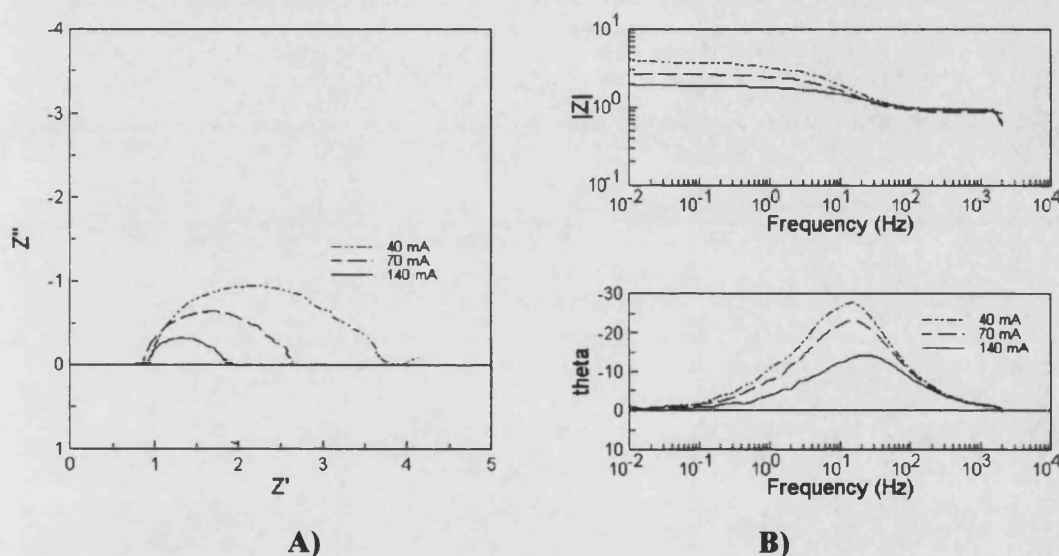 -4
-3
-2
-1
0
1
Z''
40 mA
70 mA
140 mA
0 1 2 3 4 5
Z'
A)
10^1
10^0
10^-1
|Z|
10^-2 10^-1 10^0 10^1 10^2 10^3 10^4
Frequency (Hz)
-30
-20
-10
0
10
theta
40 mA
70 mA
140 mA
10^-2 10^-1 10^0 10^1 10^2 10^3 10^4
Frequency (Hz)
B)